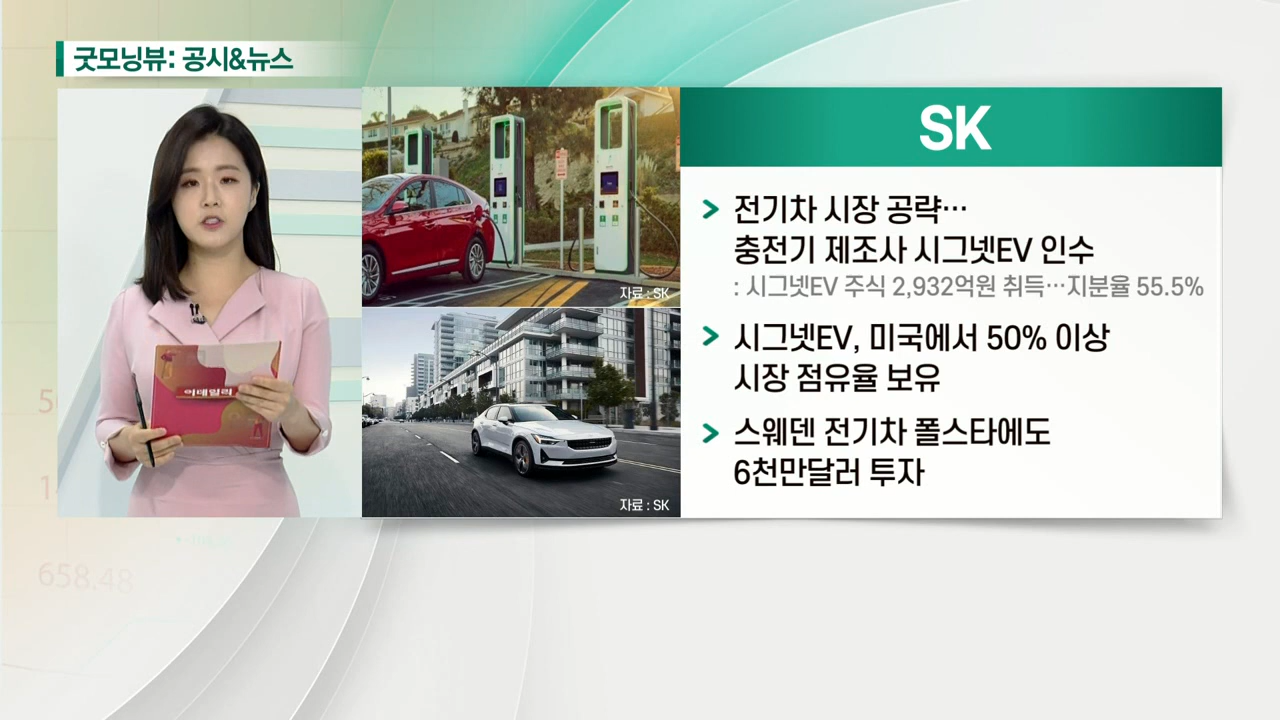 굿모닝뷰: 공시&뉴스
이데일리
자료 : SK
자료 : SK
SK
전기차 시장 공략…
충전기 제조사 시그넷EV 인수
: 시그넷EV 주식 2,932억원 취득…지분율 55.5%
시그넷EV, 미국에서 50% 이상
시장 점유율 보유
스웨덴 전기차 폴스타에도
6천만달러 투자
658.48